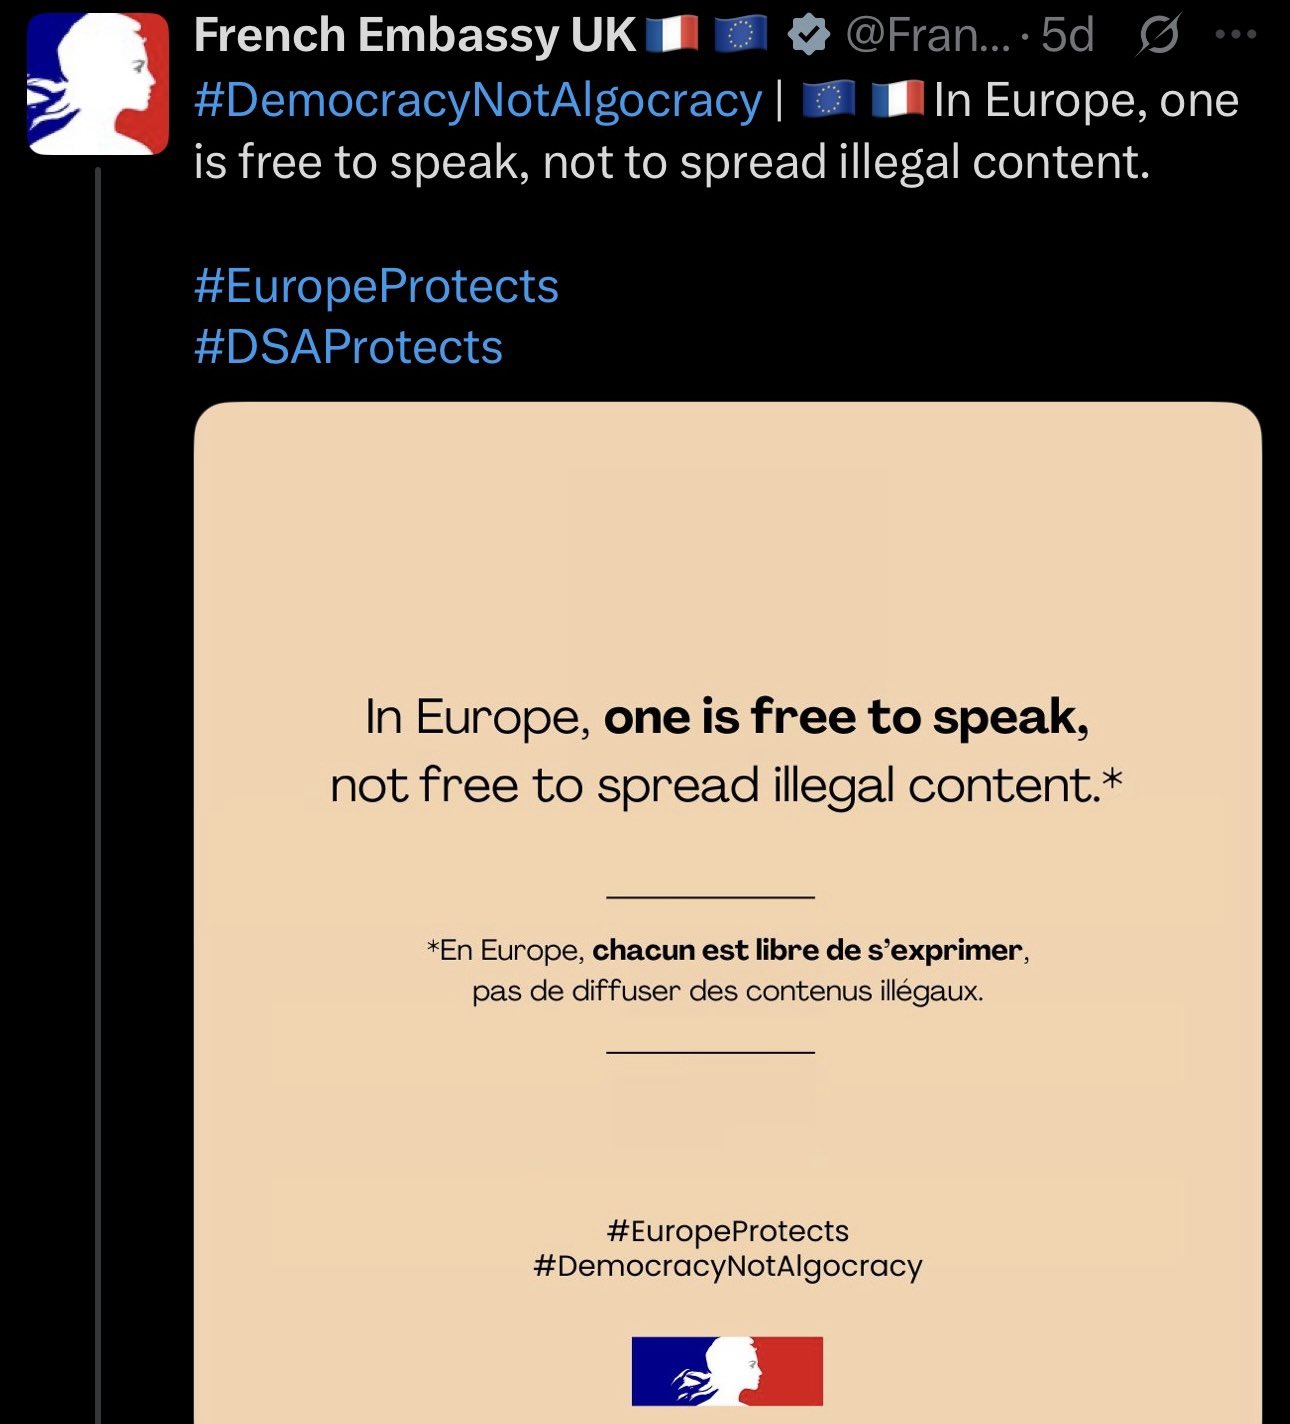 French Embassy UK 🇫🇷 🇪🇺 @Fran... · 5d
#DemocracyNotAlgocracy | 🇪🇺 🇫🇷 In Europe, one
is free to speak, not to spread illegal content.
#EuropeProtects
#DSAProtects
In Europe, one is free to speak,
not free to spread illegal content.*
*En Europe, chacun est libre de s’exprimer,
pas de diffuser des contenus illégaux.
#EuropeProtects
#DemocracyNotAlgocracy